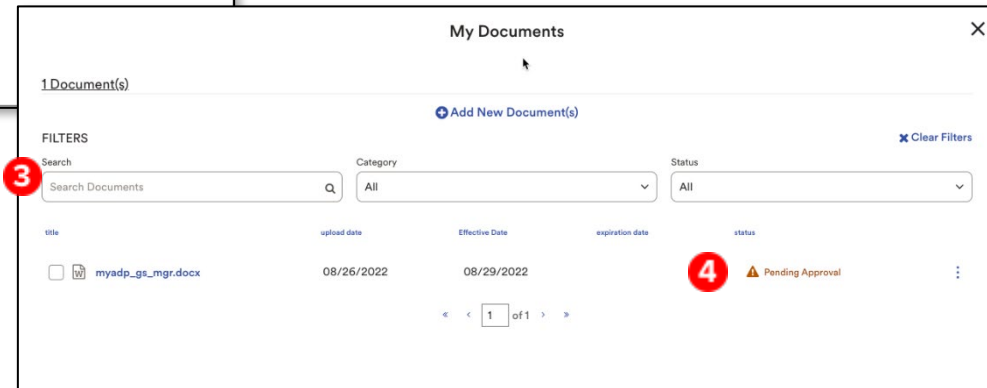 My Documents
1 Document(s)
Add New Document(s)
FILTERS
Clear Filters
Search
Category
Status
3
Search Documents
All
All
title
upload date
Effective Date
expiration date
status
W
myadp_gs_mgr.docx
08/26/2022
08/29/2022
4
Pending Approval
« < 1 of 1 > »